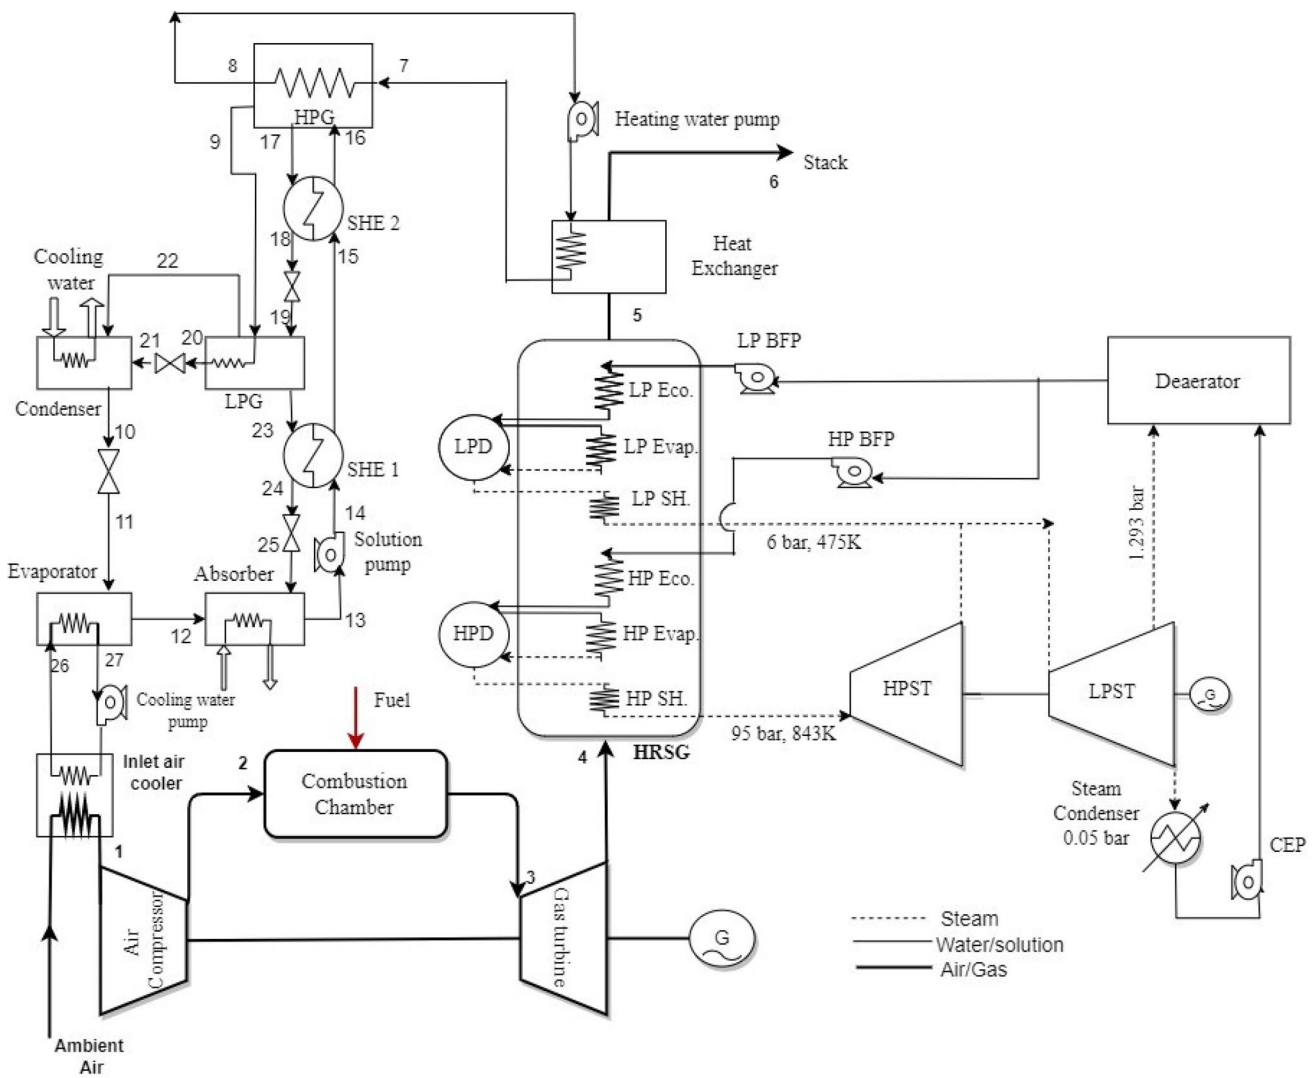 8
7
HPG
17
16
9
Heating water pump
Stack
6
SHE 2
18
15
Cooling
water
22
Heat
Exchanger
19
5
21
20
LP BFP
Deaerator
Condenser
LPG
LP Eco.
10
23
LPD
LP Evap.
HP BFP
SHE 1
24
LP SH.
14
11
25
Solution
pump
6 bar, 475K
1.293 bar
Evaporator
Absorber
HP Eco.
12
13
HPD
HP Evap.
26
27
HPST
LPST
G
Cooling water
pump
Fuel
HP SH.
95 bar, 843K
4
HRSG
Inlet air
cooler
2
Combustion
Chamber
Steam
Condenser
0.05 bar
1
3
CEP
Air
Compressor
Gas turbine
G
Steam
Water/solution
Air/Gas
Ambient
Air